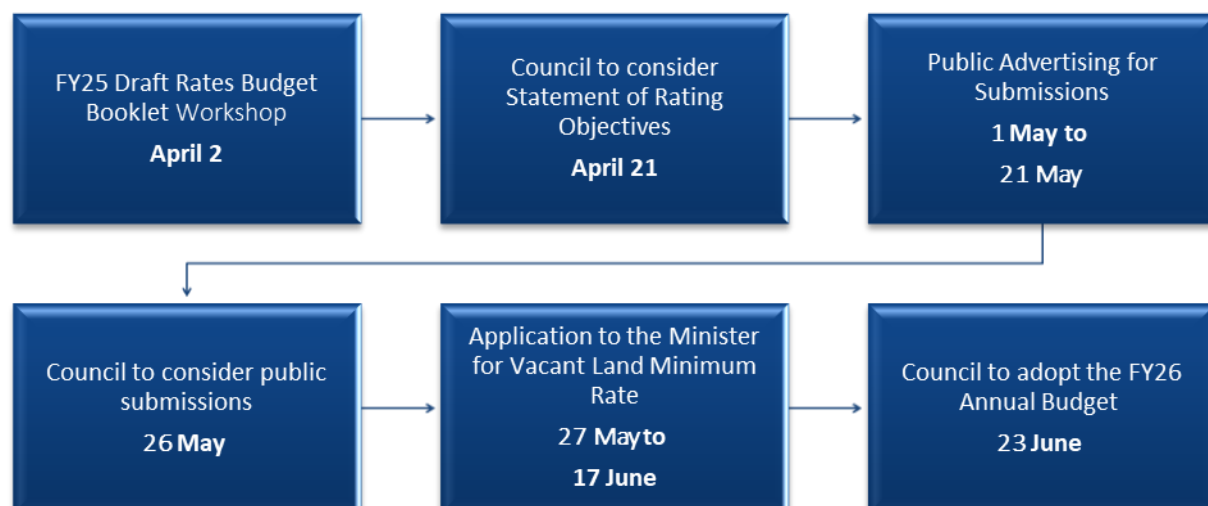 FY25 Draft Rates Budget
Booklet Workshop
April 2
Council to consider
Statement of Rating
Objectives
April 21
Public Advertising for
Submissions
1 May to
21 May
Council to consider public
submissions
26 May
Application to the Minister
for Vacant Land Minimum
Rate
27 May to
17 June
Council to adopt the FY26
Annual Budget
23 June